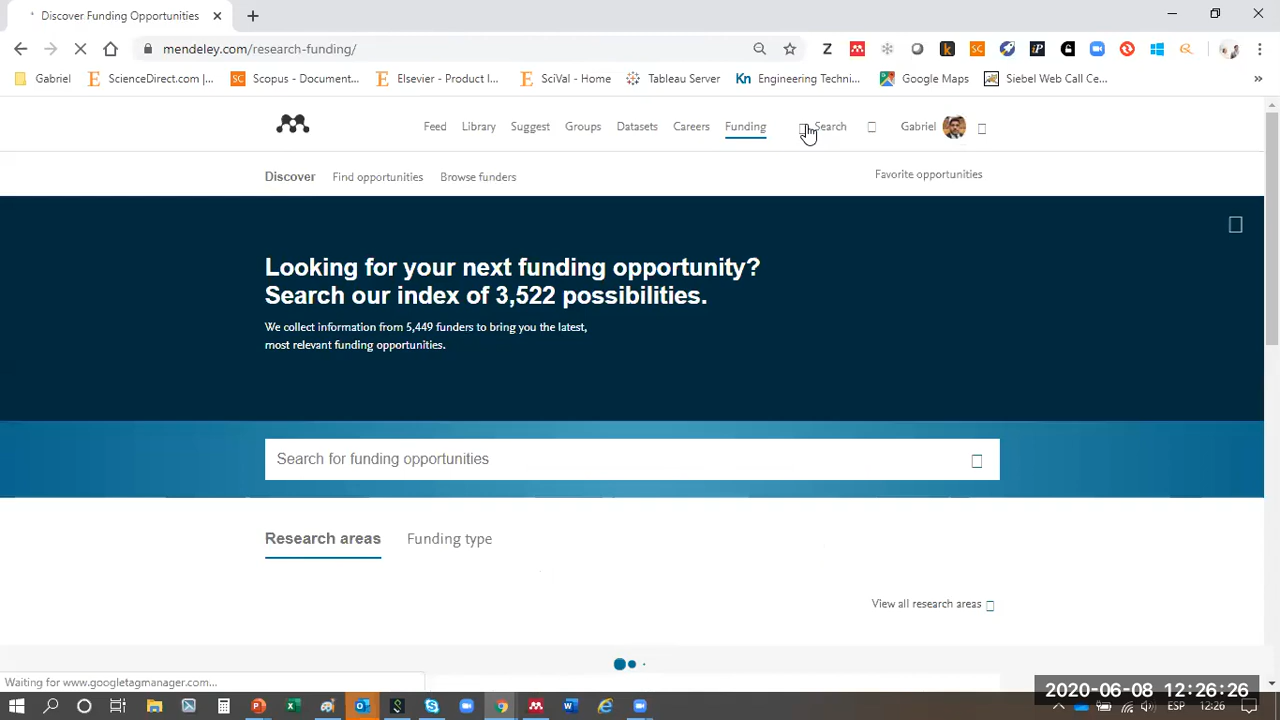 Discover Funding Opportunities
mendeley.com/research-funding/
Gabriel ScienceDirect.com |... Scopus - Documen... Elsevier - Product I... SciVal - Home Tableau Server Engineering Techni... Google Maps Siebel Web Call Ce...
Feed Library Suggest Groups Datasets Careers Funding Search Gabriel
Discover Find opportunities Browse funders Favorite opportunities
Looking for your next funding opportunity?
Search our index of 3,522 possibilities.
We collect information from 5,449 funders to bring you the latest,
most relevant funding opportunities.
Search for funding opportunities
Research areas Funding type
View all research areas
Waiting for www.googletagmanager.com...
2020-06-08 12:26:26
ESP 12:26